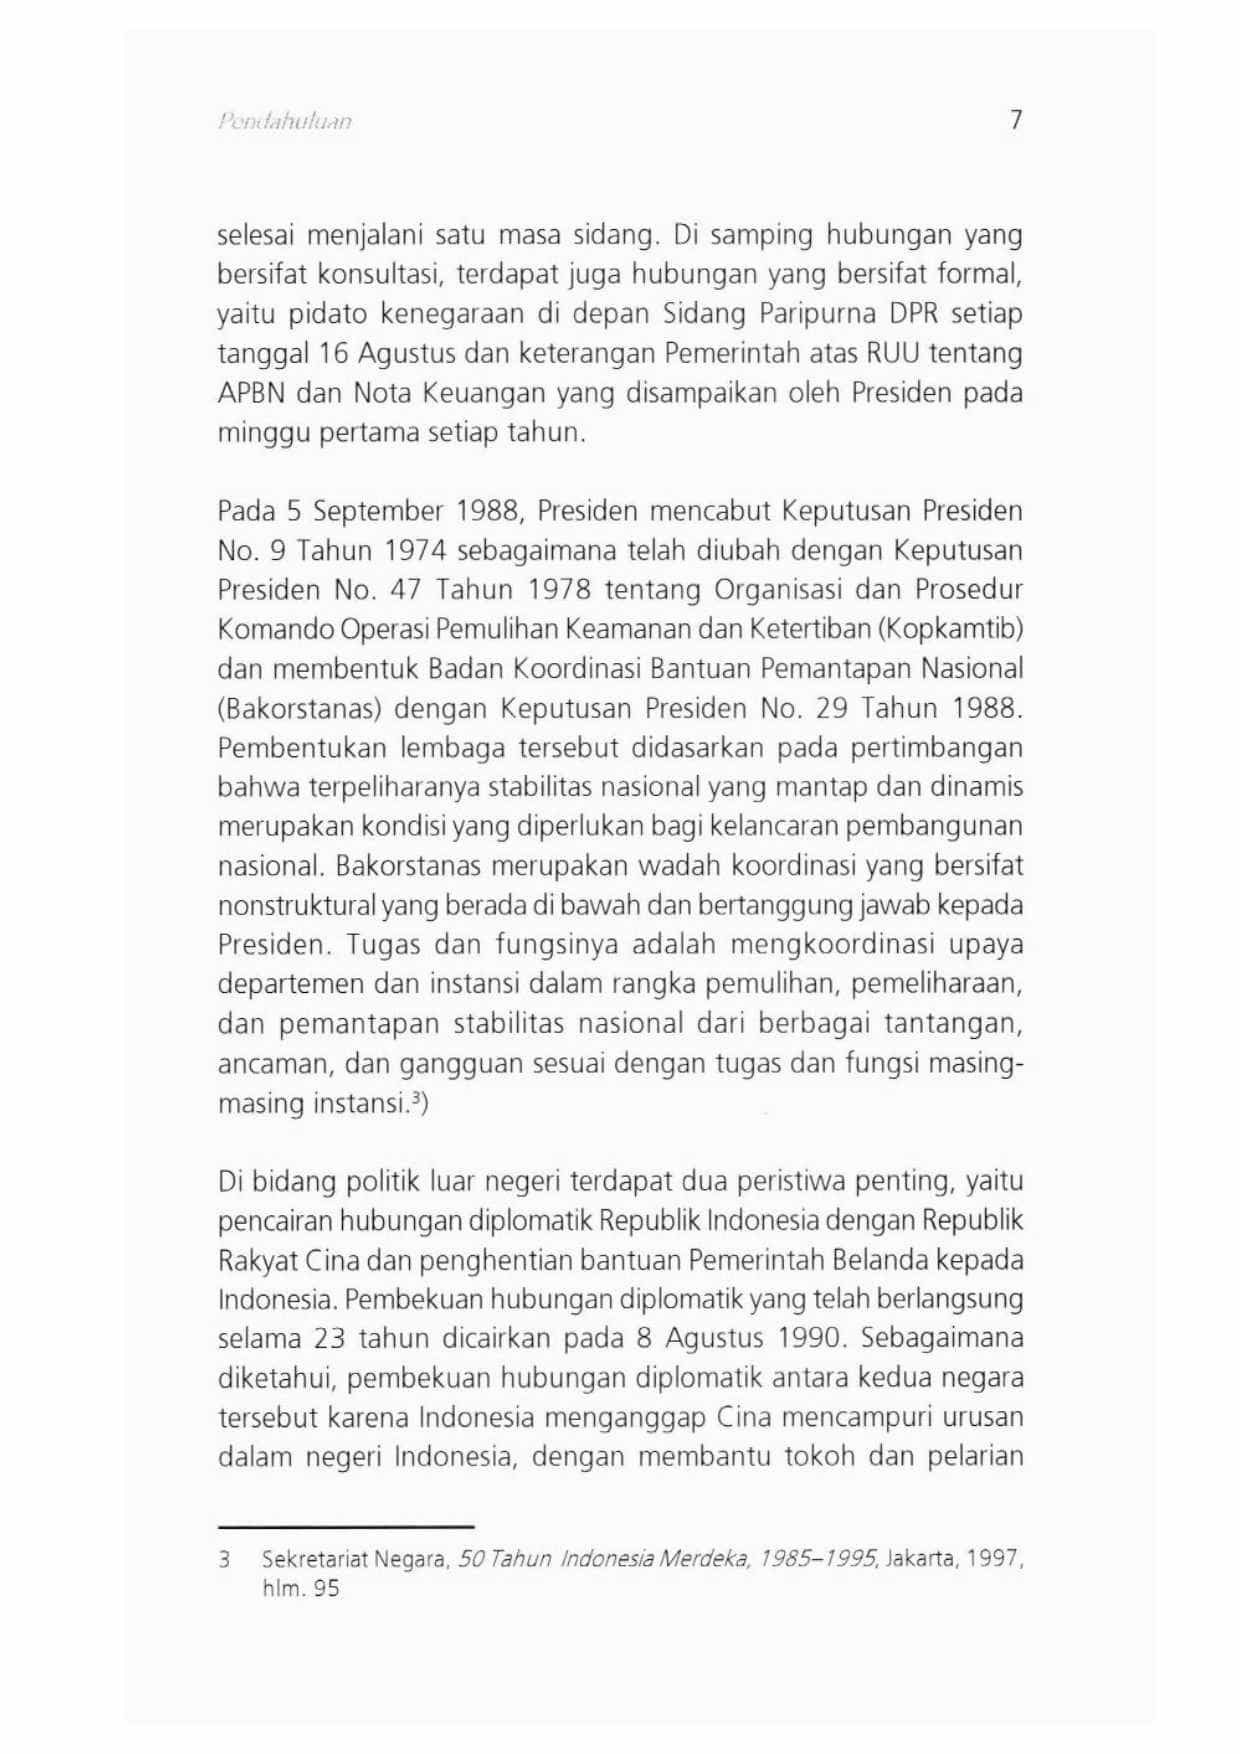 Pendahuluan
7
selesai menjalani satu masa sidang. Di samping hubungan yang
bersifat konsultasi, terdapat juga hubungan yang bersifat formal,
yaitu pidato kenegaraan di depan Sidang Paripurna DPR setiap
tanggal 16 Agustus dan keterangan Pemerintah atas RUU tentang
APBN dan Nota Keuangan yang disampaikan oleh Presiden pada
minggu pertama setiap tahun.
Pada 5 September 1988, Presiden mencabut Keputusan Presiden
No. 9 Tahun 1974 sebagaimana telah diubah dengan Keputusan
Presiden No. 47 Tahun 1978 tentang Organisasi dan Prosedur
Komando Operasi Pemulihan Keamanan dan Ketertiban (Kopkamtib)
dan membentuk Badan Koordinasi Bantuan Pemantapan Nasional
(Bakorstanas) dengan Keputusan Presiden No. 29 Tahun 1988.
Pembentukan lembaga tersebut didasarkan pada pertimbangan
bahwa terpeliharanya stabilitas nasional yang mantap dan dinamis
merupakan kondisi yang diperlukan bagi kelancaran pembangunan
nasional. Bakorstanas merupakan wadah koordinasi yang bersifat
nonstruktural yang berada di bawah dan bertanggung jawab kepada
Presiden. Tugas dan fungsinya adalah mengkoordinasi upaya
departemen dan instansi dalam rangka pemulihan, pemeliharaan,
dan pemantapan stabilitas nasional dari berbagai tantangan,
ancaman, dan gangguan sesuai dengan tugas dan fungsi masing-
masing instansi.³)
Di bidang politik luar negeri terdapat dua peristiwa penting, yaitu
pencairan hubungan diplomatik Republik Indonesia dengan Republik
Rakyat Cina dan penghentian bantuan Pemerintah Belanda kepada
Indonesia. Pembekuan hubungan diplomatik yang telah berlangsung
selama 23 tahun dicairkan pada 8 Agustus 1990. Sebagaimana
diketahui, pembekuan hubungan diplomatik antara kedua negara
tersebut karena Indonesia menganggap Cina mencampuri urusan
dalam negeri Indonesia, dengan membantu tokoh dan pelarian
3 Sekretariat Negara, 50 Tahun Indonesia Merdeka, 1985–1995, Jakarta, 1997,
hlm. 95